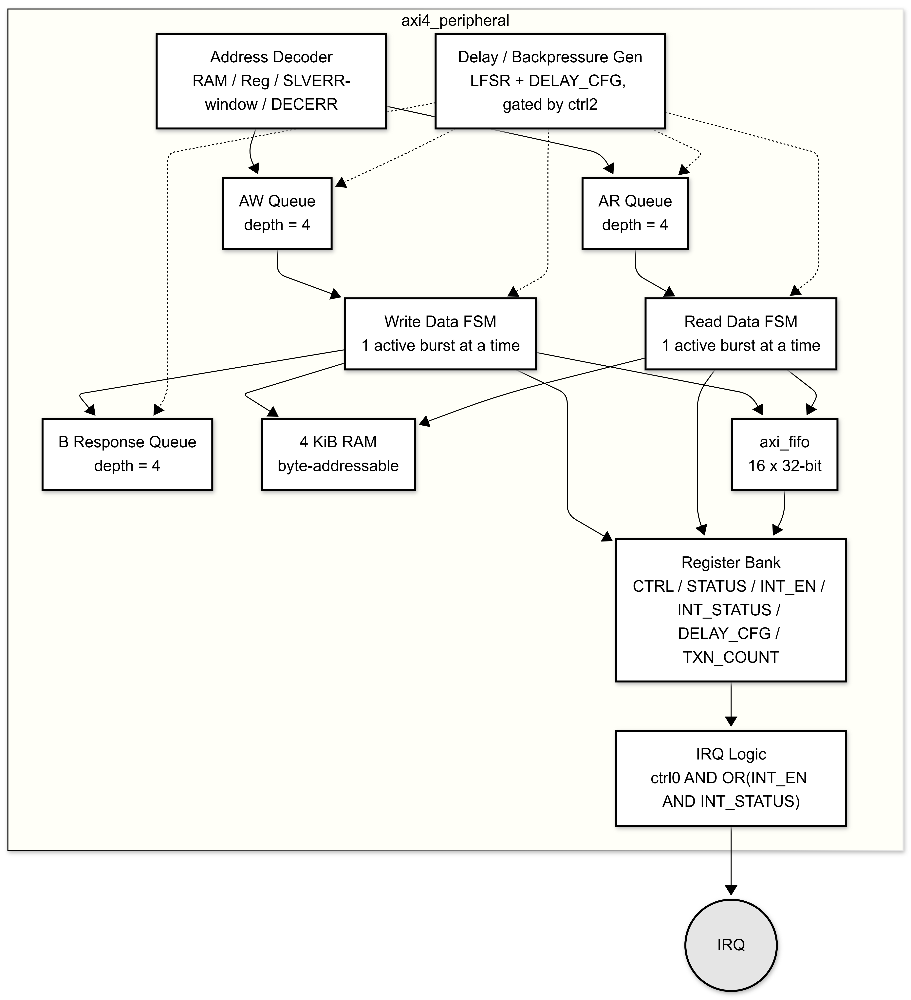 axi4_peripheral
Address Decoder
RAM / Reg / SLVERR-
window / DECERR
Delay / Backpressure Gen
LFSR + DELAY_CFG,
gated by ctrl2
AW Queue
depth = 4
AR Queue
depth = 4
Write Data FSM
1 active burst at a time
Read Data FSM
1 active burst at a time
B Response Queue
depth = 4
4 KiB RAM
byte-addressable
axi_fifo
16 x 32-bit
Register Bank
CTRL / STATUS / INT_EN /
INT_STATUS /
DELAY_CFG /
TXN_COUNT
IRQ Logic
ctrl0 AND OR(INT_EN
AND INT_STATUS)
IRQ